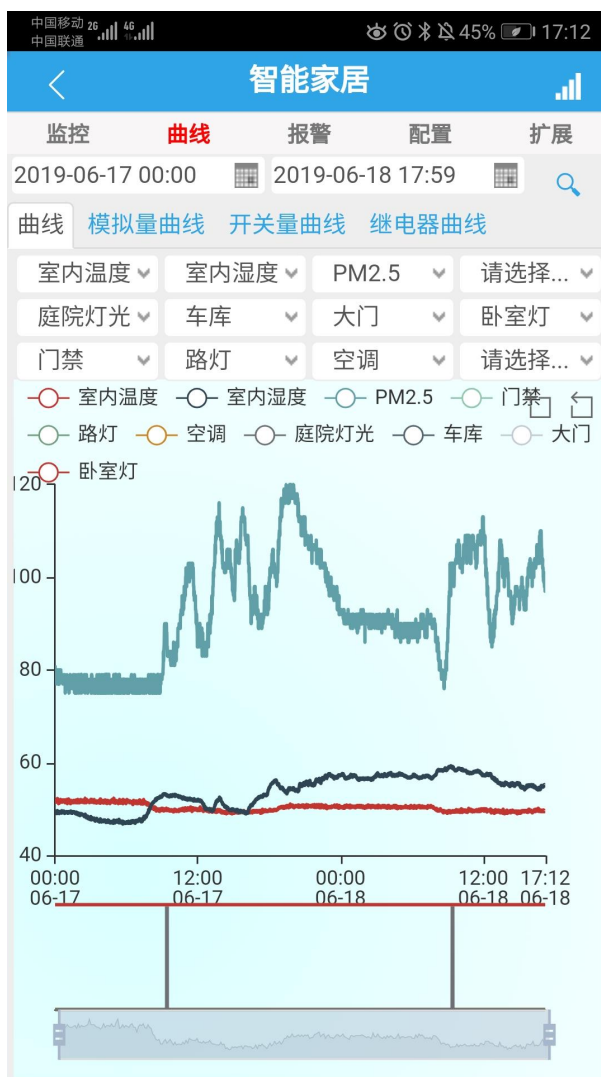 中国移动 2G 4G
中国联通
45% 17:12
智能家居
监控 曲线 报警 配置 扩展
2019-06-17 00:00 2019-06-18 17:59
曲线 模拟量曲线 开关量曲线 继电器曲线
室内温度 室内湿度 PM2.5 请选择...
庭院灯光 车库 大门 卧室灯
门禁 路灯 空调 请选择...
室内温度 室内湿度 PM2.5 门禁
路灯 空调 庭院灯光 车库 大门
卧室灯
120
100
80
60
40
00:00 12:00 00:00 12:00 17:12
06-17 06-17 06-18 06-18 06-18